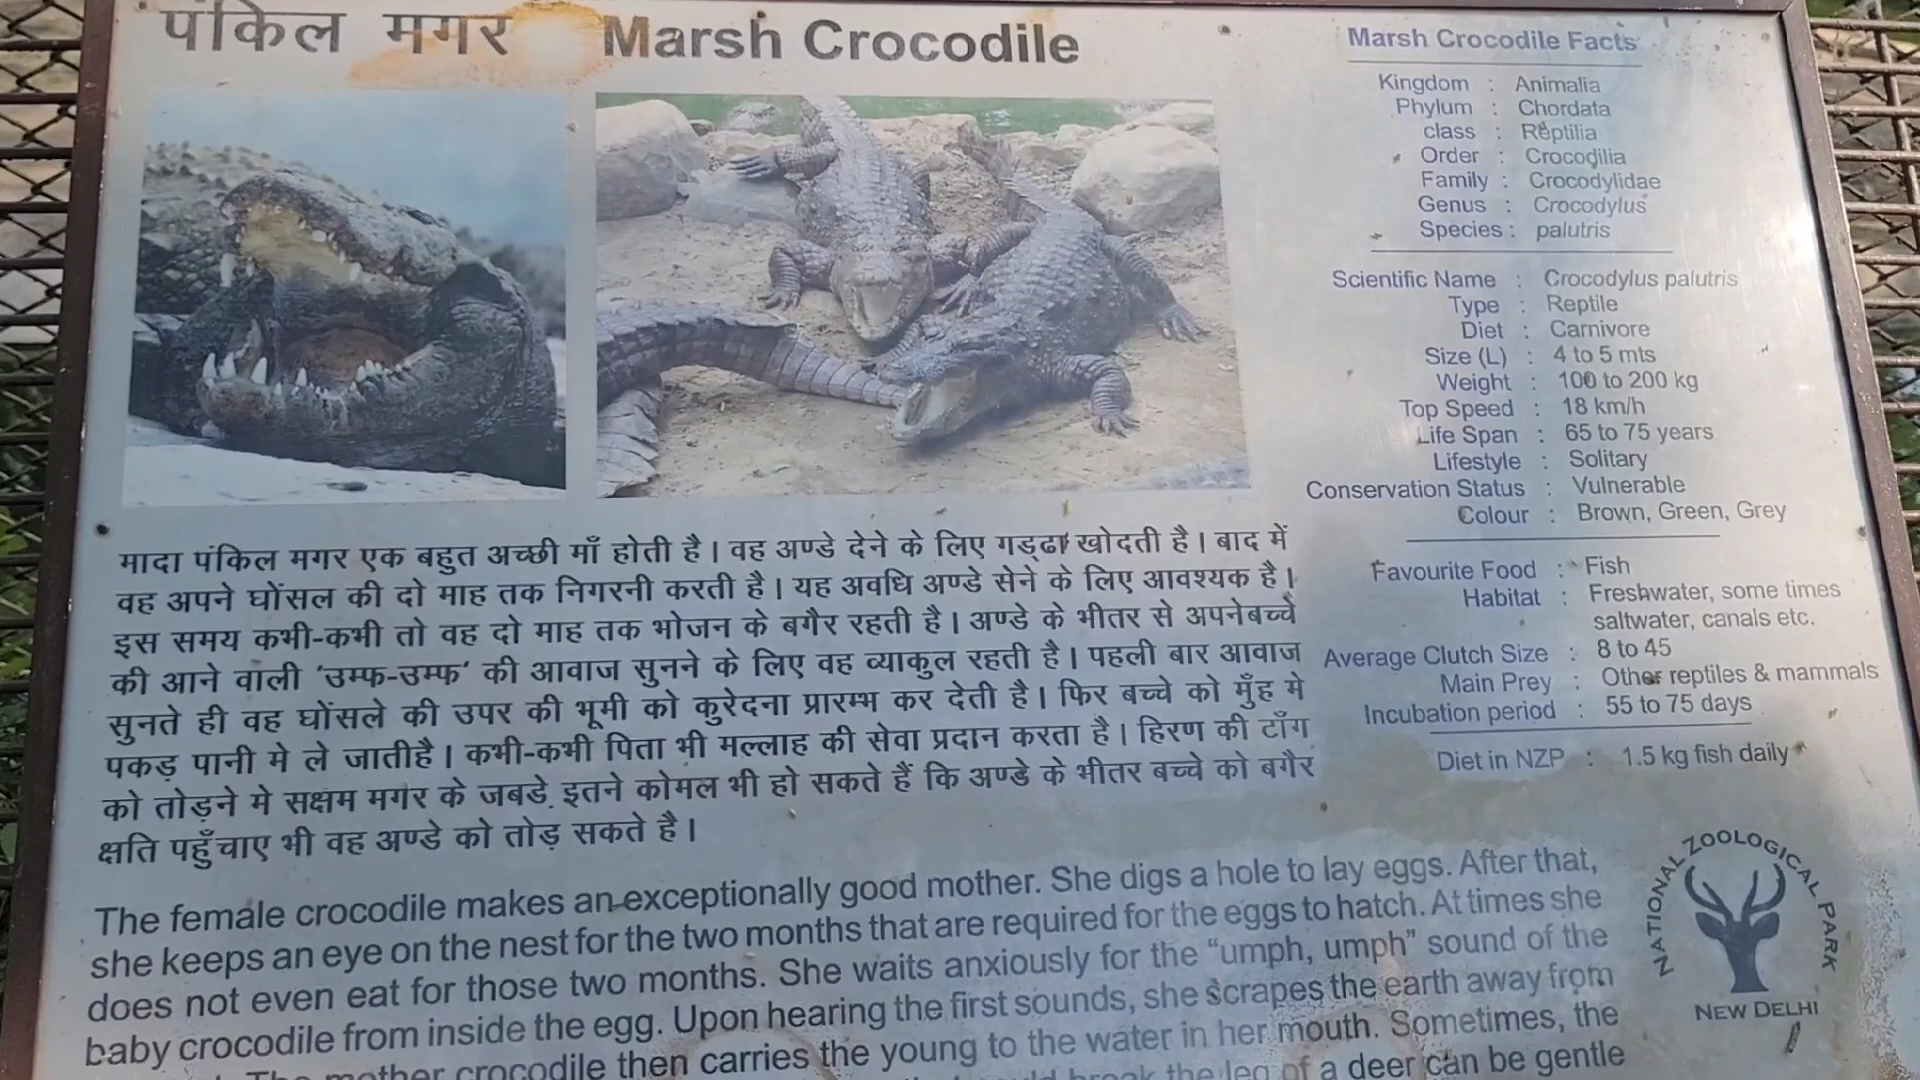 पंकिल मगर Marsh Crocodile
मादा पंकिल मगर एक बहुत अच्छी माँ होती है। वह अण्डे देने के लिए गड्ढा खोदती है। बाद में
वह अपने घोंसल की दो माह तक निगरनी करती है। यह अवधि अण्डे सेने के लिए आवश्यक है।
इस समय कभी-कभी तो वह दो माह तक भोजन के बगैर रहती है। अण्डे के भीतर से अपनेबच्चे
की आने वाली ‘उम्फ-उम्फ’ की आवाज सुनने के लिए वह व्याकुल रहती है। पहली बार आवाज
सुनते ही वह घोंसले की उपर की भूमी को कुरेदना प्रारम्भ कर देती है। फिर बच्चे को मुँह मे
पकड़ पानी मे ले जातीहै। कभी-कभी पिता भी मल्लाह की सेवा प्रदान करता है। हिरण की टाँग
को तोड़ने मे सक्षम मगर के जबडे इतने कोमल भी हो सकते हैं कि अण्डे के भीतर बच्चे को बगैर
क्षति पहुँचाए भी वह अण्डे को तोड़ सकते है।
The female crocodile makes an exceptionally good mother. She digs a hole to lay eggs. After that,
she keeps an eye on the nest for the two months that are required for the eggs to hatch. At times she
does not even eat for those two months. She waits anxiously for the “umph, umph” sound of the
baby crocodile from inside the egg. Upon hearing the first sounds, she scrapes the earth away from
The mother crocodile then carries the young to the water in her mouth. Sometimes, the
break the leg of a deer can be gentle
Marsh Crocodile Facts
Kingdom : Animalia
Phylum : Chordata
class : Reptilia
Order : Crocodilia
Family : Crocodylidae
Genus : Crocodylus
Species : palutris
Scientific Name : Crocodylus palutris
Type : Reptile
Diet : Carnivore
Size (L) : 4 to 5 mts
Weight : 100 to 200 kg
Top Speed : 18 km/h
Life Span : 65 to 75 years
Lifestyle : Solitary
Conservation Status : Vulnerable
Colour : Brown, Green, Grey
Favourite Food : Fish
Habitat : Freshwater, some times
saltwater, canals etc.
Average Clutch Size : 8 to 45
Main Prey : Other reptiles & mammals
Incubation period : 55 to 75 days
Diet in NZP : 1.5 kg fish daily
NATIONAL ZOOLOGICAL PARK
NEW DELHI